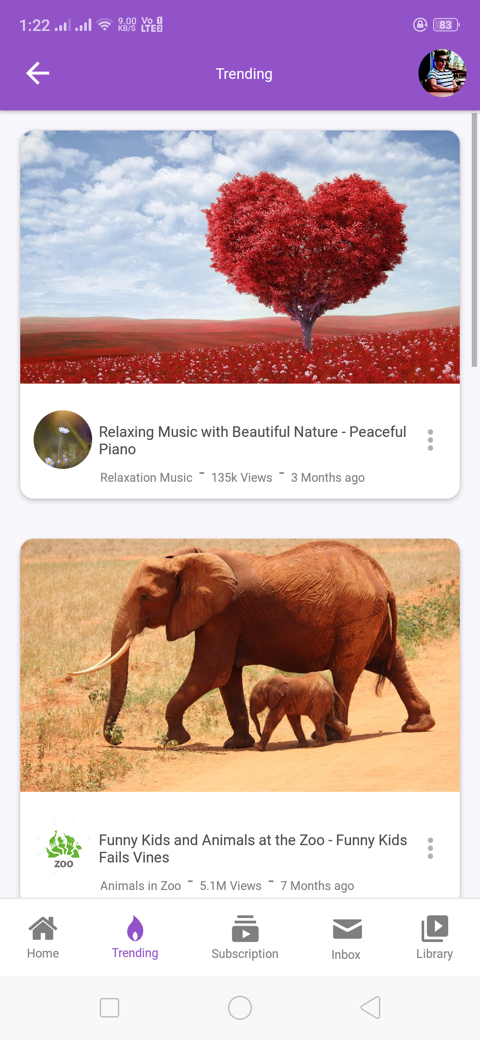 1:22 9.00 KB/S Vo LTE 83
Trending
Relaxing Music with Beautiful Nature - Peaceful
Piano
Relaxation Music - 135k Views - 3 Months ago
ZOO
Funny Kids and Animals at the Zoo - Funny Kids
Fails Vines
Animals in Zoo - 5.1M Views - 7 Months ago
Home Trending Subscription Inbox Library